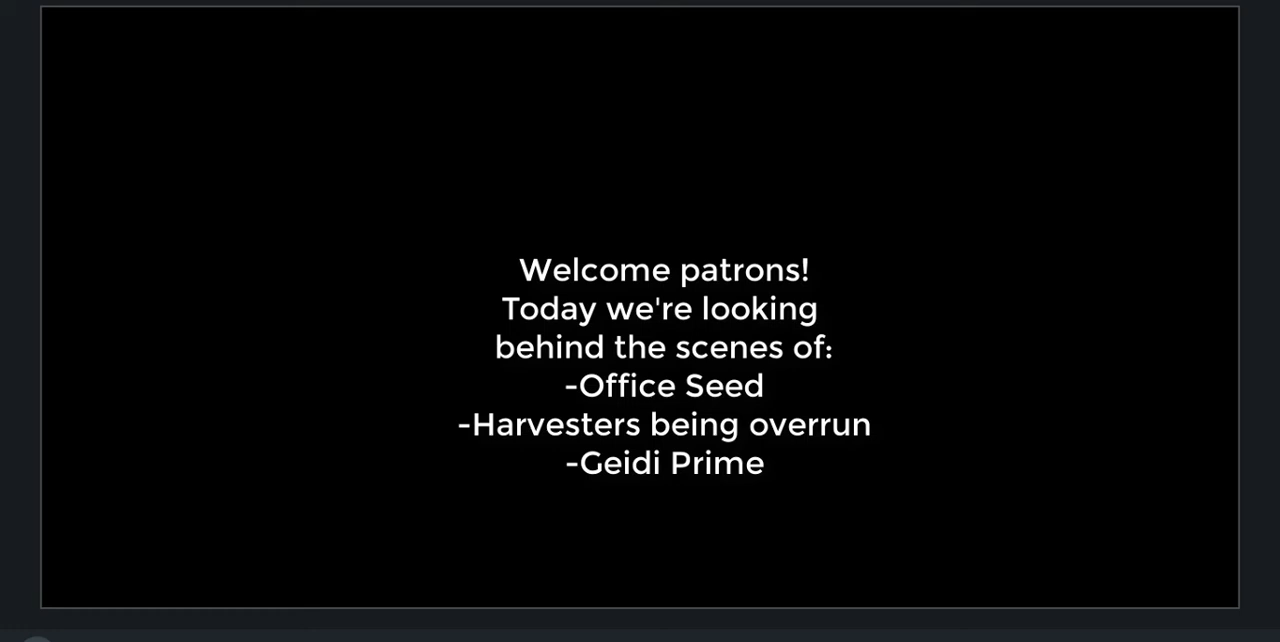 Welcome patrons!
Today we're looking
behind the scenes of:
-Office Seed
-Harvesters being overrun
-Geidi Prime